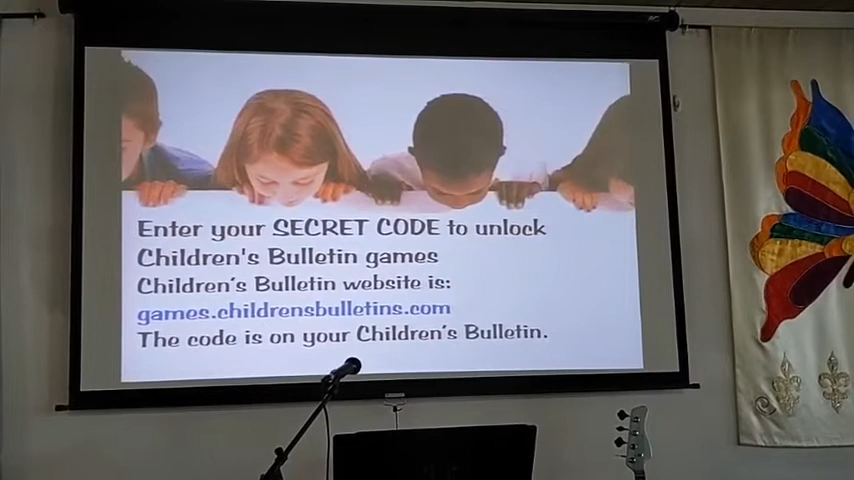 Enter your SECRET CODE to unlock
Children's Bulletin games
Children's Bulletin website is:
games.childrensbulletins.com
The code is on your Children's Bulletin.